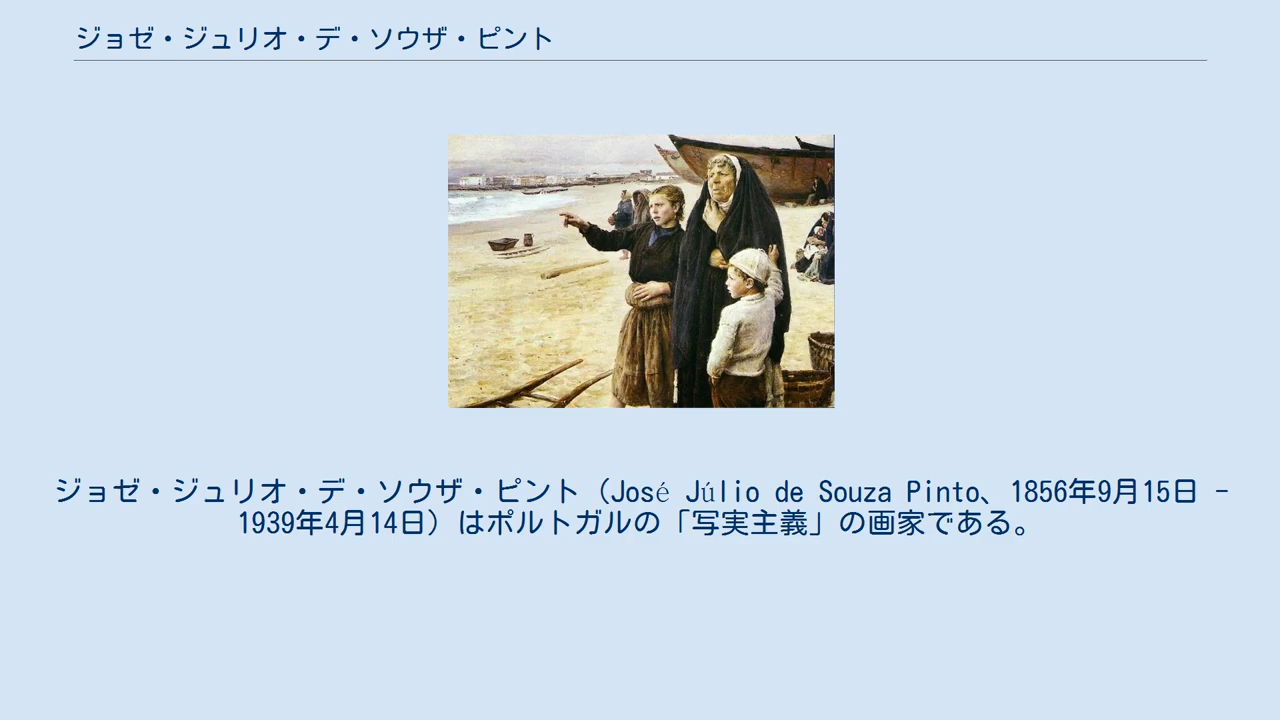 ジョゼ・ジュリオ・デ・ソウザ・ピント
ジョゼ・ジュリオ・デ・ソウザ・ピント（José Júlio de Souza Pinto、1856年9月15日 -
1939年4月14日）はポルトガルの「写実主義」の画家である。